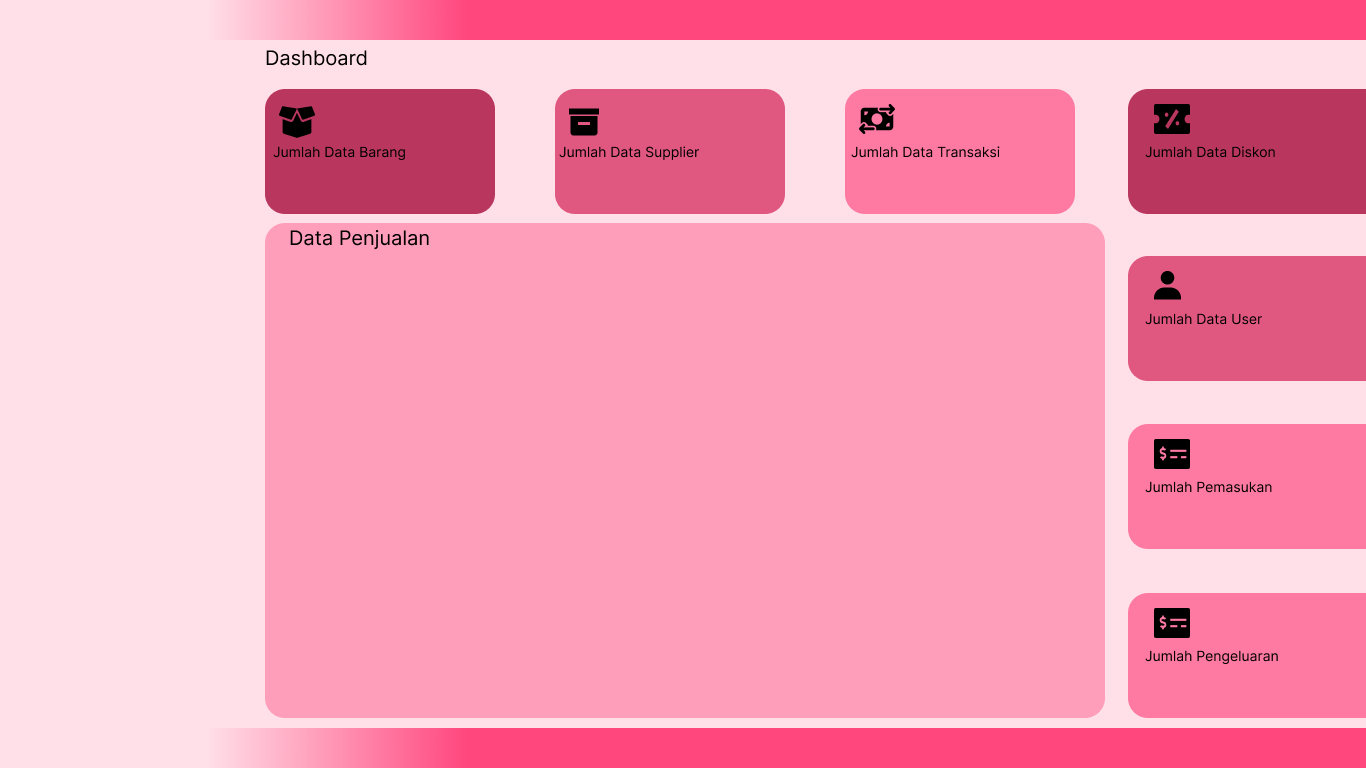 Dashboard
Jumlah Data Barang
Jumlah Data Supplier
Jumlah Data Transaksi
Jumlah Data Diskon
Data Penjualan
Jumlah Data User
Jumlah Pemasukan
Jumlah Pengeluaran